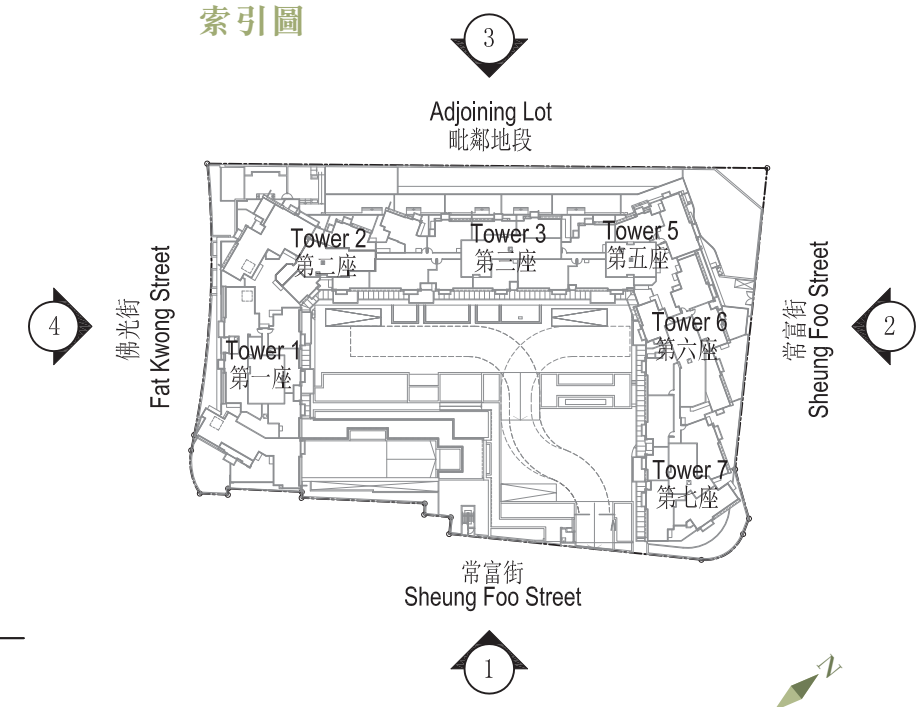 索引圖
3
Adjoining Lot
毗鄰地段
Tower 2
第二座
Tower 3
第三座
Tower 5
第五座
4
佛光街
Fat Kwong Street
Tower 1
第一座
Tower 6
第六座
常富街
Sheung Foo Street
2
Tower 7
第七座
常富街
Sheung Foo Street
1
N